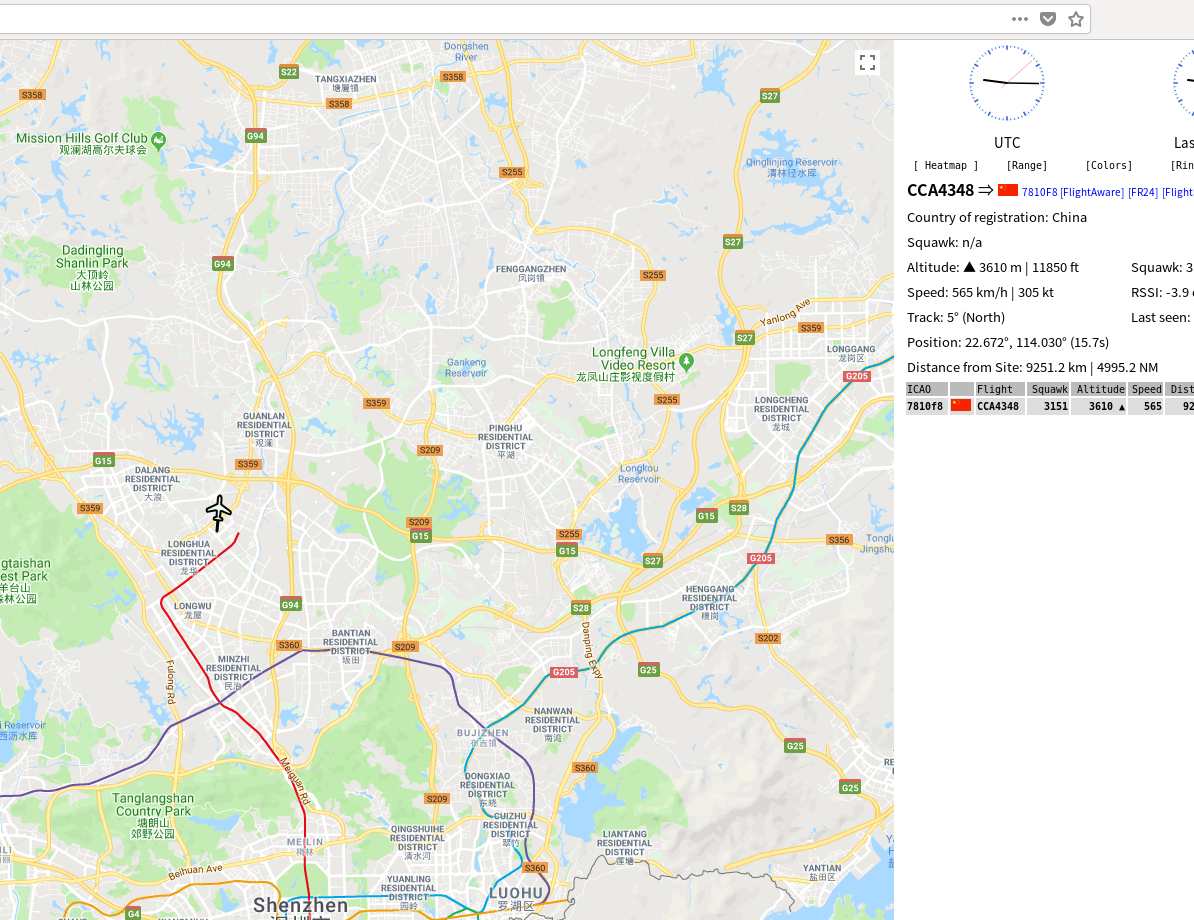 UTC
Las
[ Heatmap ]
[Range]
[Colors]
[Rin
CCA4348 ⇒ 7810F8 [FlightAware] [FR24] [Flight
Country of registration: China
Squawk: n/a
Altitude: ▲ 3610 m | 11850 ft
Squawk: 3
Speed: 565 km/h | 305 kt
RSSI: -3.9
Track: 5° (North)
Last seen:
Position: 22.672°, 114.030° (15.7s)
Distance from Site: 9251.2 km | 4995.2 NM
ICAO Flight Squawk Altitude Speed Dist
7810f8 CCA4348 3151 3610 ▲ 565 92
Dongshen
River
S22
TANGXIAZHEN
塘厦镇
S358
S358
S358
S27
G94
Mission Hills Golf Club
观澜湖高尔夫球会
S255
Qinglinjing Reservoir
清林径水库
Dadingling
Shanlin Park
大顶岭
山林公园
G94
S27
FENGGANGZHEN
凤岗镇
S255
Yanlong Ave
S359
S27
LONGGANG
龙岗区
Longfeng Villa
Video Resort
龙凤山庄影视度假村
Gankeng
Reservoir
G205
S359
S255
LONGCHENG
RESIDENTIAL
DISTRICT
龙城
GUANLAN
RESIDENTIAL
DISTRICT
观澜
PINGHU
RESIDENTIAL
DISTRICT
平湖
S209
G15
S359
DALANG
RESIDENTIAL
DISTRICT
大浪
Longkou
Reservoir
S359
S28
G15
S209
G15
S255
G15
S356
Tonglu
Jingshu
LONGHUA
RESIDENTIAL
DISTRICT
龙华
S27
G205
gtaishan
est Park
羊台山
森林公园
HENGGANG
RESIDENTIAL
DISTRICT
横岗
LONGWU
龙屋
G94
S28
BANTIAN
RESIDENTIAL
DISTRICT
坂田
S360
S209
Danping Expy
S202
MINZHI
RESIDENTIAL
DISTRICT
民治
Fulong Rd
G205
G25
NANWAN
RESIDENTIAL
DISTRICT
南湾
i Reservoir
西沥水库
BUJIZHEN
布吉镇
G25
S360
RE
DONGXIAO
RESIDENTIAL
DISTRICT
东晓
Meiguan Rd
G25
Tanglangshan
Country Park
塘朗山
郊野公园
S209
CUIZHU
RESIDENTIAL
DISTRICT
翠竹
QINGSHUIHE
RESIDENTIAL
DISTRICT
清水河
LIANTANG
RESIDENTIAL
DISTRICT
莲塘
MEILIN
梅林
Beihuan Ave
S360
YANTIAN
盐田区
YUANLING
RESIDENTIAL
DISTRICT
园岭
LUOHU
罗湖区
Shenzhen
G4